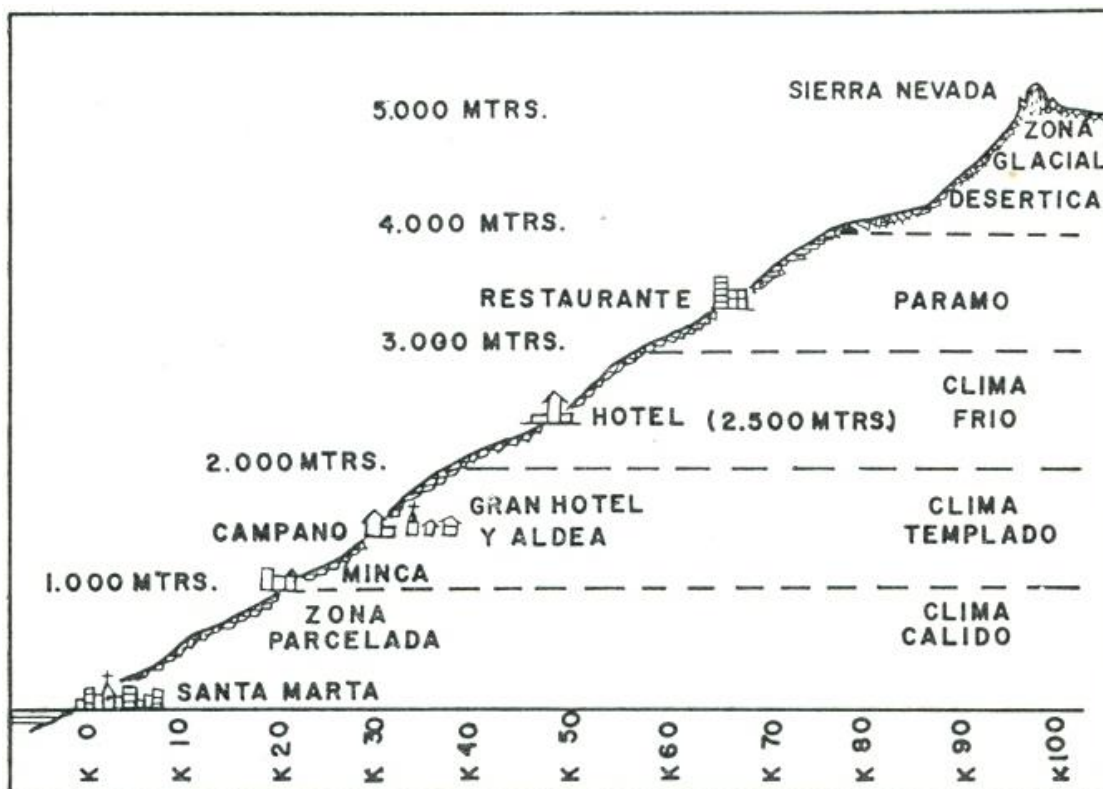 SIERRA NEVADA
5.000 MTRS.
ZONA
GLACIAL
DESERTICA
4.000 MTRS.
RESTAURANTE
PARAMO
3.000 MTRS.
CLIMA
FRIO
HOTEL (2.500 MTRS.)
2.000 MTRS.
GRAN HOTEL
Y ALDEA
CAMPANO
CLIMA
TEMPLADO
MINCA
1.000 MTRS.
ZONA
PARCELADA
CLIMA
CALIDO
SANTA MARTA
K 0
K 10
K 20
K 30
K 40
K 50
K 60
K 70
K 80
K 90
K100